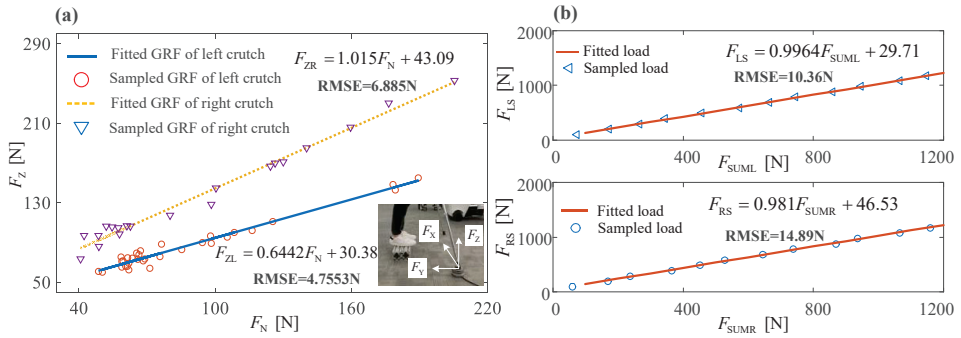 (a)
290
210
130
50
F_Z [N]
Fitted GRF of left crutch
Sampled GRF of left crutch
Fitted GRF of right crutch
Sampled GRF of right crutch
F_ZR=1.015F_N+43.09
RMSE=6.885N
F_ZL=0.6442F_N+30.38
RMSE=4.7553N
F_X
F_Z
F_Y
40 100 160 220
F_N [N]
(b)
2000
1000
0
F_LS [N]
Fitted load
Sampled load
F_LS=0.9964F_SUML+29.71
RMSE=10.36N
0 400 800 1200
F_SUML [N]
2000
1000
0
F_RS [N]
Fitted load
Sampled load
F_RS=0.981F_SUMR+46.53
RMSE=14.89N
0 400 800 1200
F_SUMR [N]